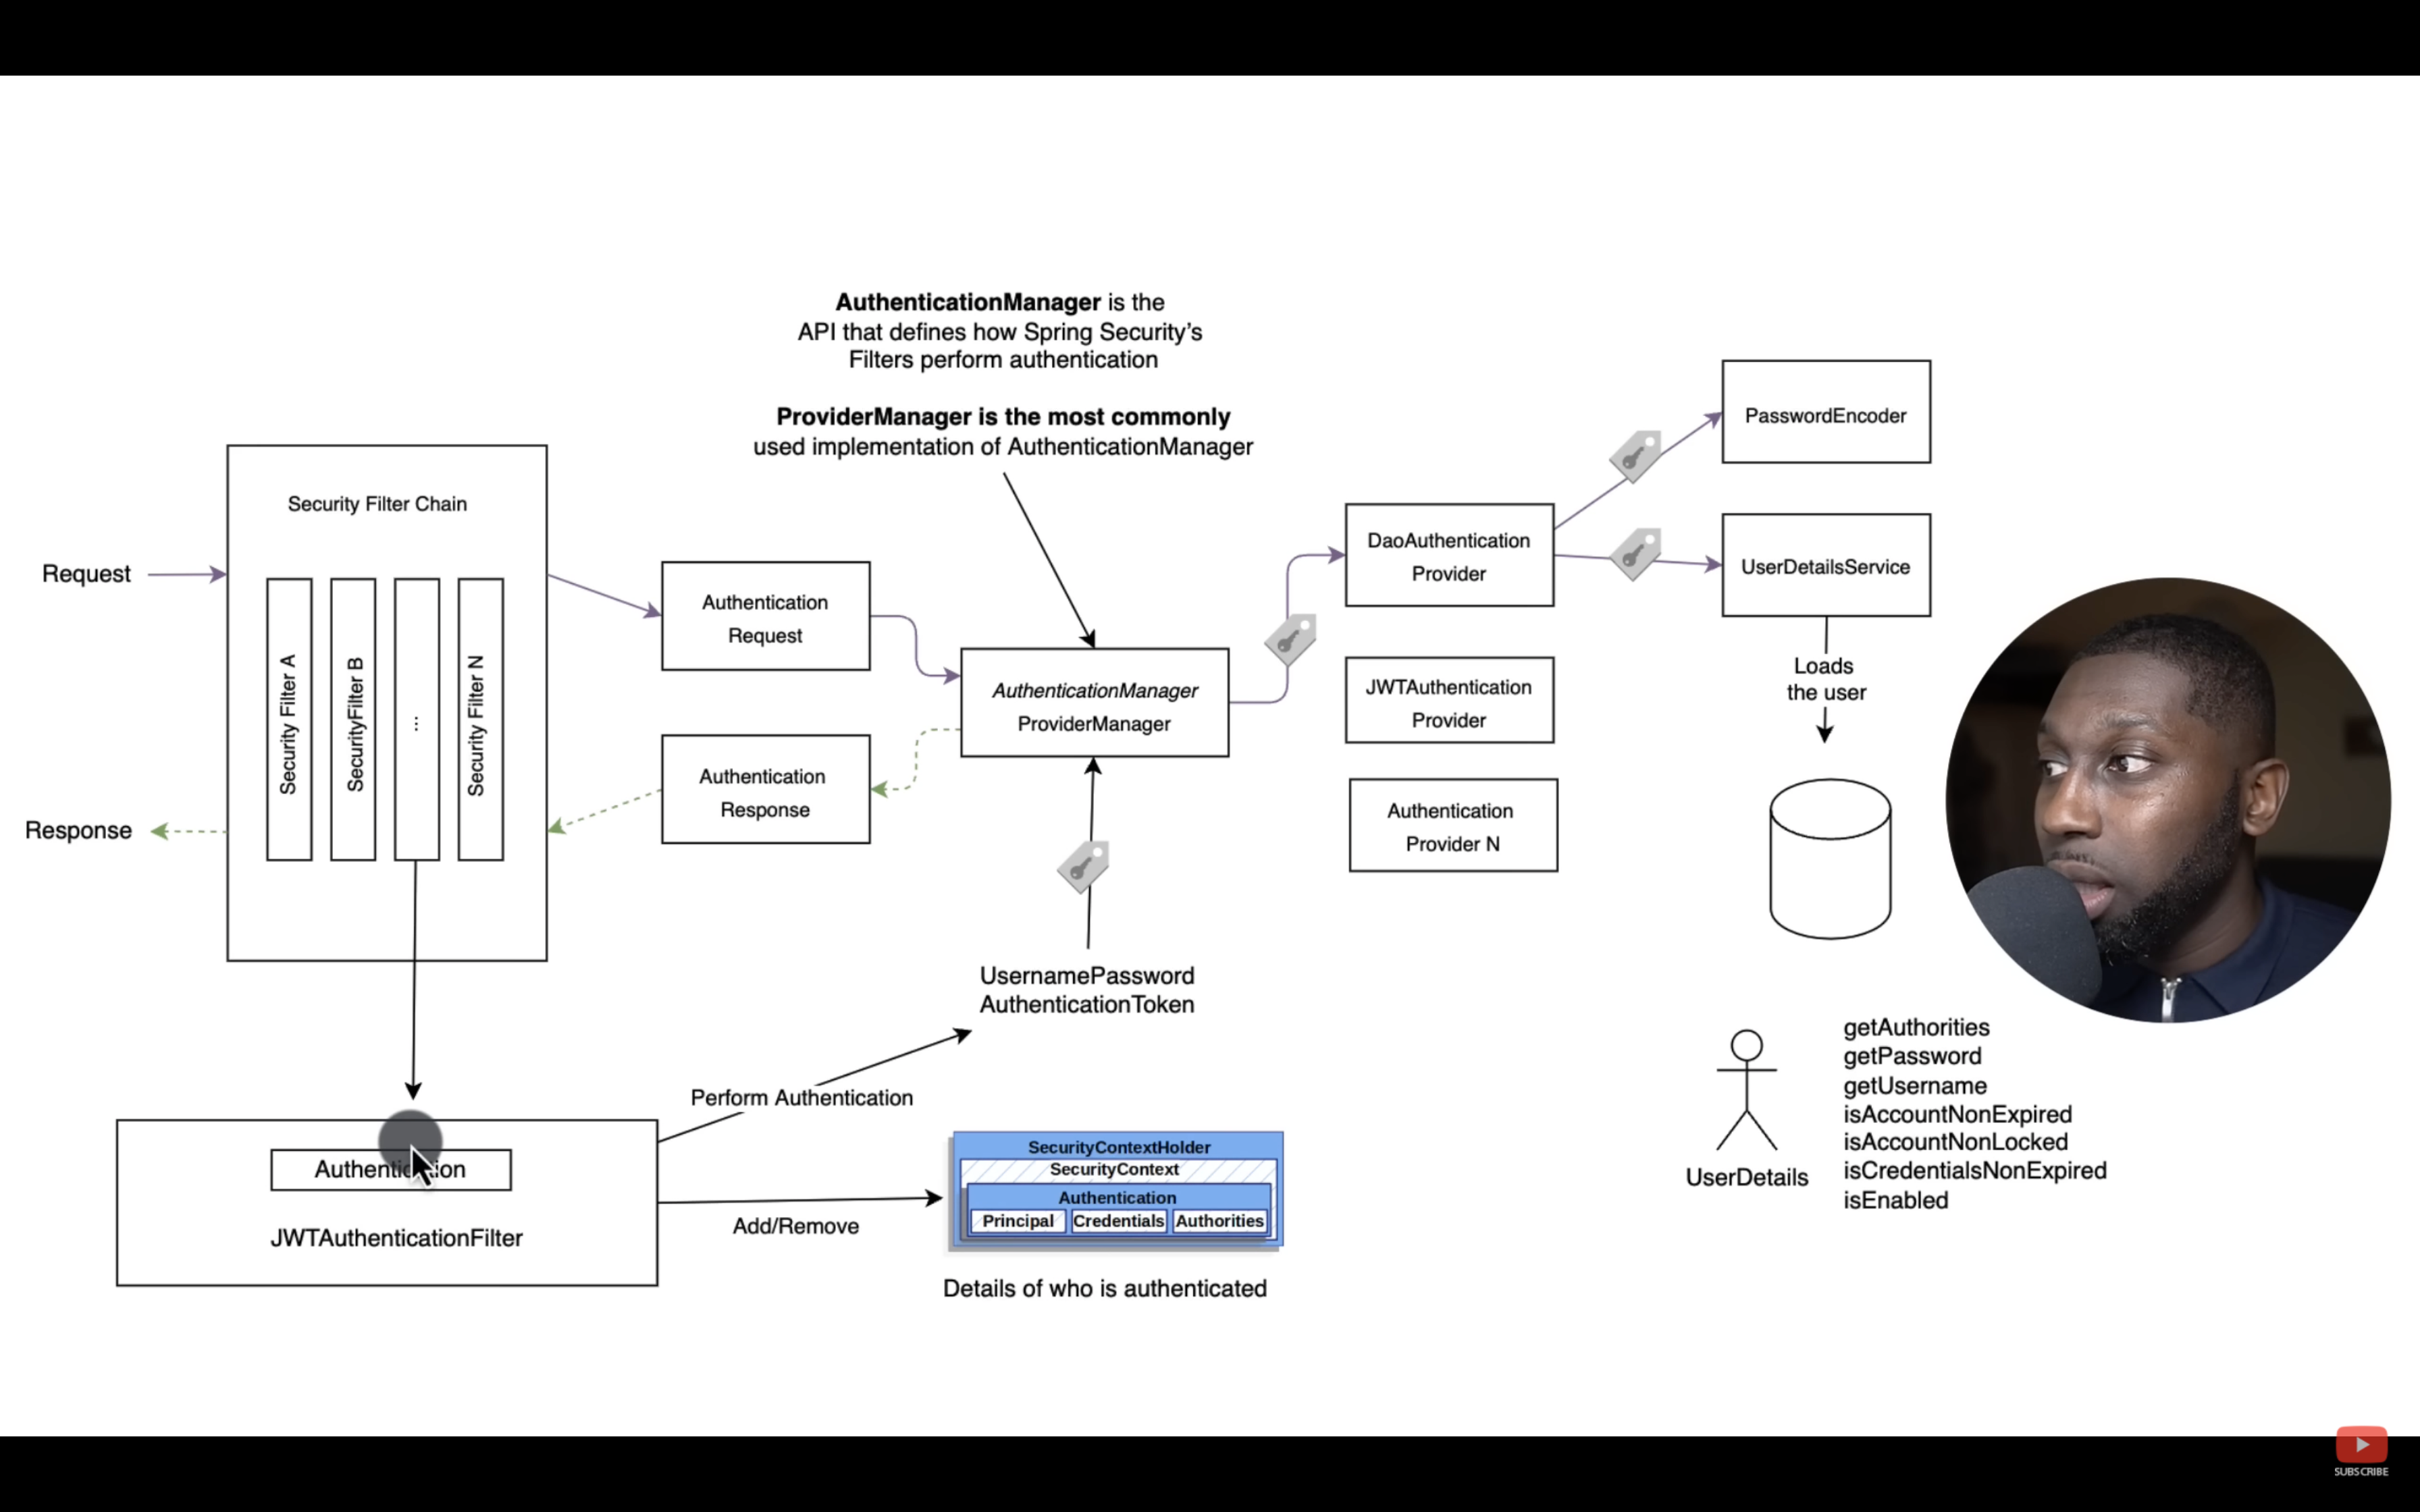 AuthenticationManager is the
API that defines how Spring Security's
Filters perform authentication
ProviderManager is the most commonly
used implementation of AuthenticationManager
Request
Response
Security Filter Chain
Security Filter A
SecurityFilter B
...
Security Filter N
Authentication
Request
Authentication
Response
AuthenticationManager
ProviderManager
DaoAuthentication
Provider
JWTAuthentication
Provider
Authentication
Provider N
PasswordEncoder
UserDetailsService
Loads
the user
UsernamePassword
AuthenticationToken
Perform Authentication
Add/Remove
Authentication
JWTAuthenticationFilter
SecurityContextHolder
SecurityContext
Authentication
Principal
Credentials
Authorities
Details of who is authenticated
UserDetails
getAuthorities
getPassword
getUsername
isAccountNonExpired
isAccountNonLocked
isCredentialsNonExpired
isEnabled
SUBSCRIBE